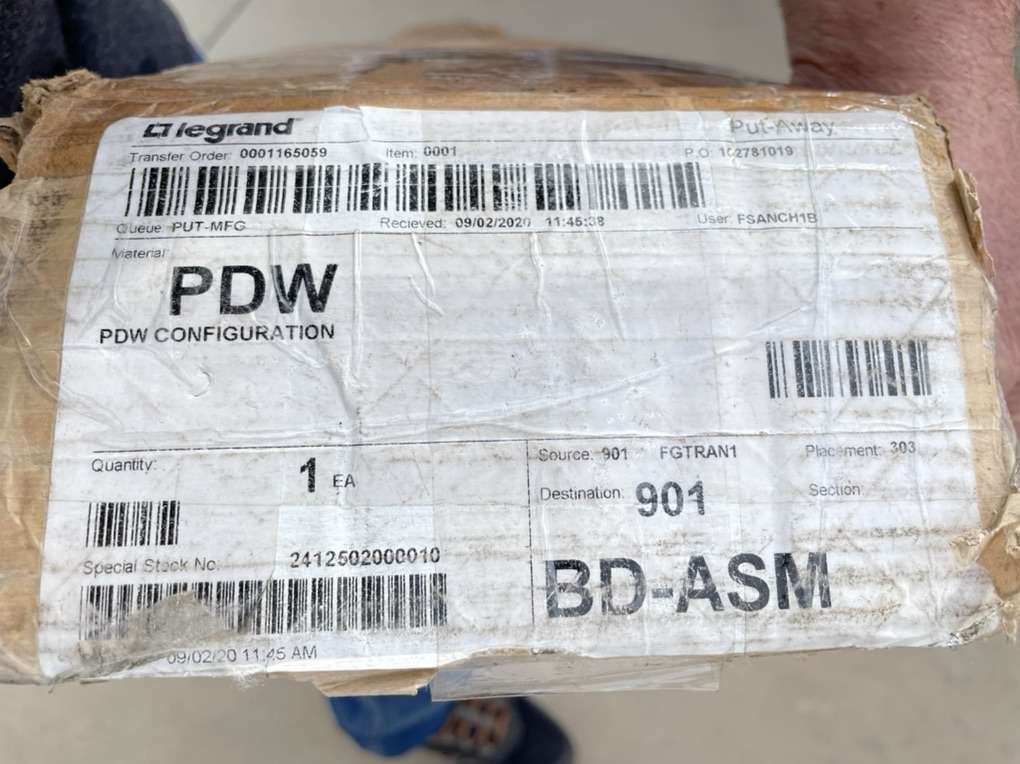 legrand Put-Away
Transfer Order: 0001165059 Item: 0001 P.O: 102781019
Queue: PUT-MFG Recieved: 09/02/2020 11:45:38 User: FSANCH1B
Material:
PDW
PDW CONFIGURATION
Quantity: 1 EA
Source: 901 FGTRAN1 Placement: 303
Destination: 901 Section:
Special Stock No: 2412502000010
BD-ASM
09/02/20 11:45 AM